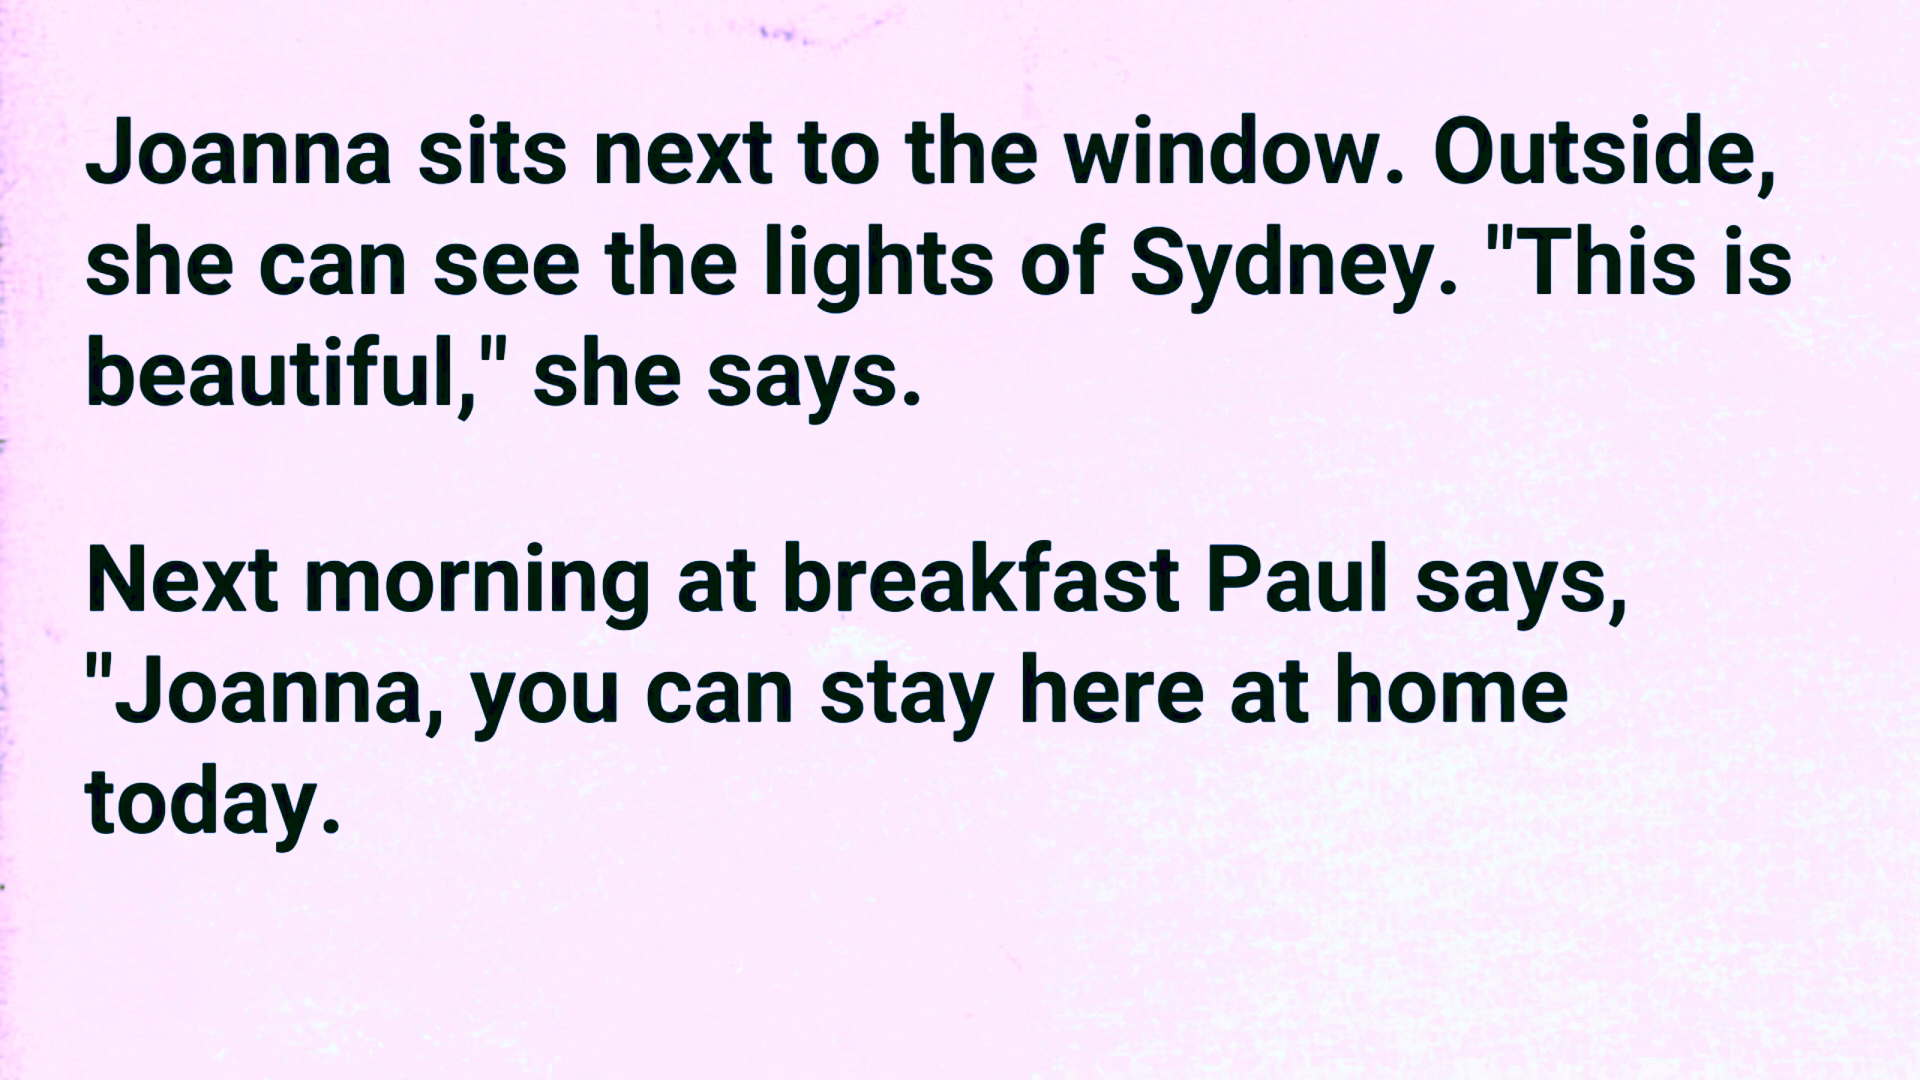 Joanna sits next to the window. Outside,
she can see the lights of Sydney. "This is
beautiful," she says.
Next morning at breakfast Paul says,
"Joanna, you can stay here at home
today.